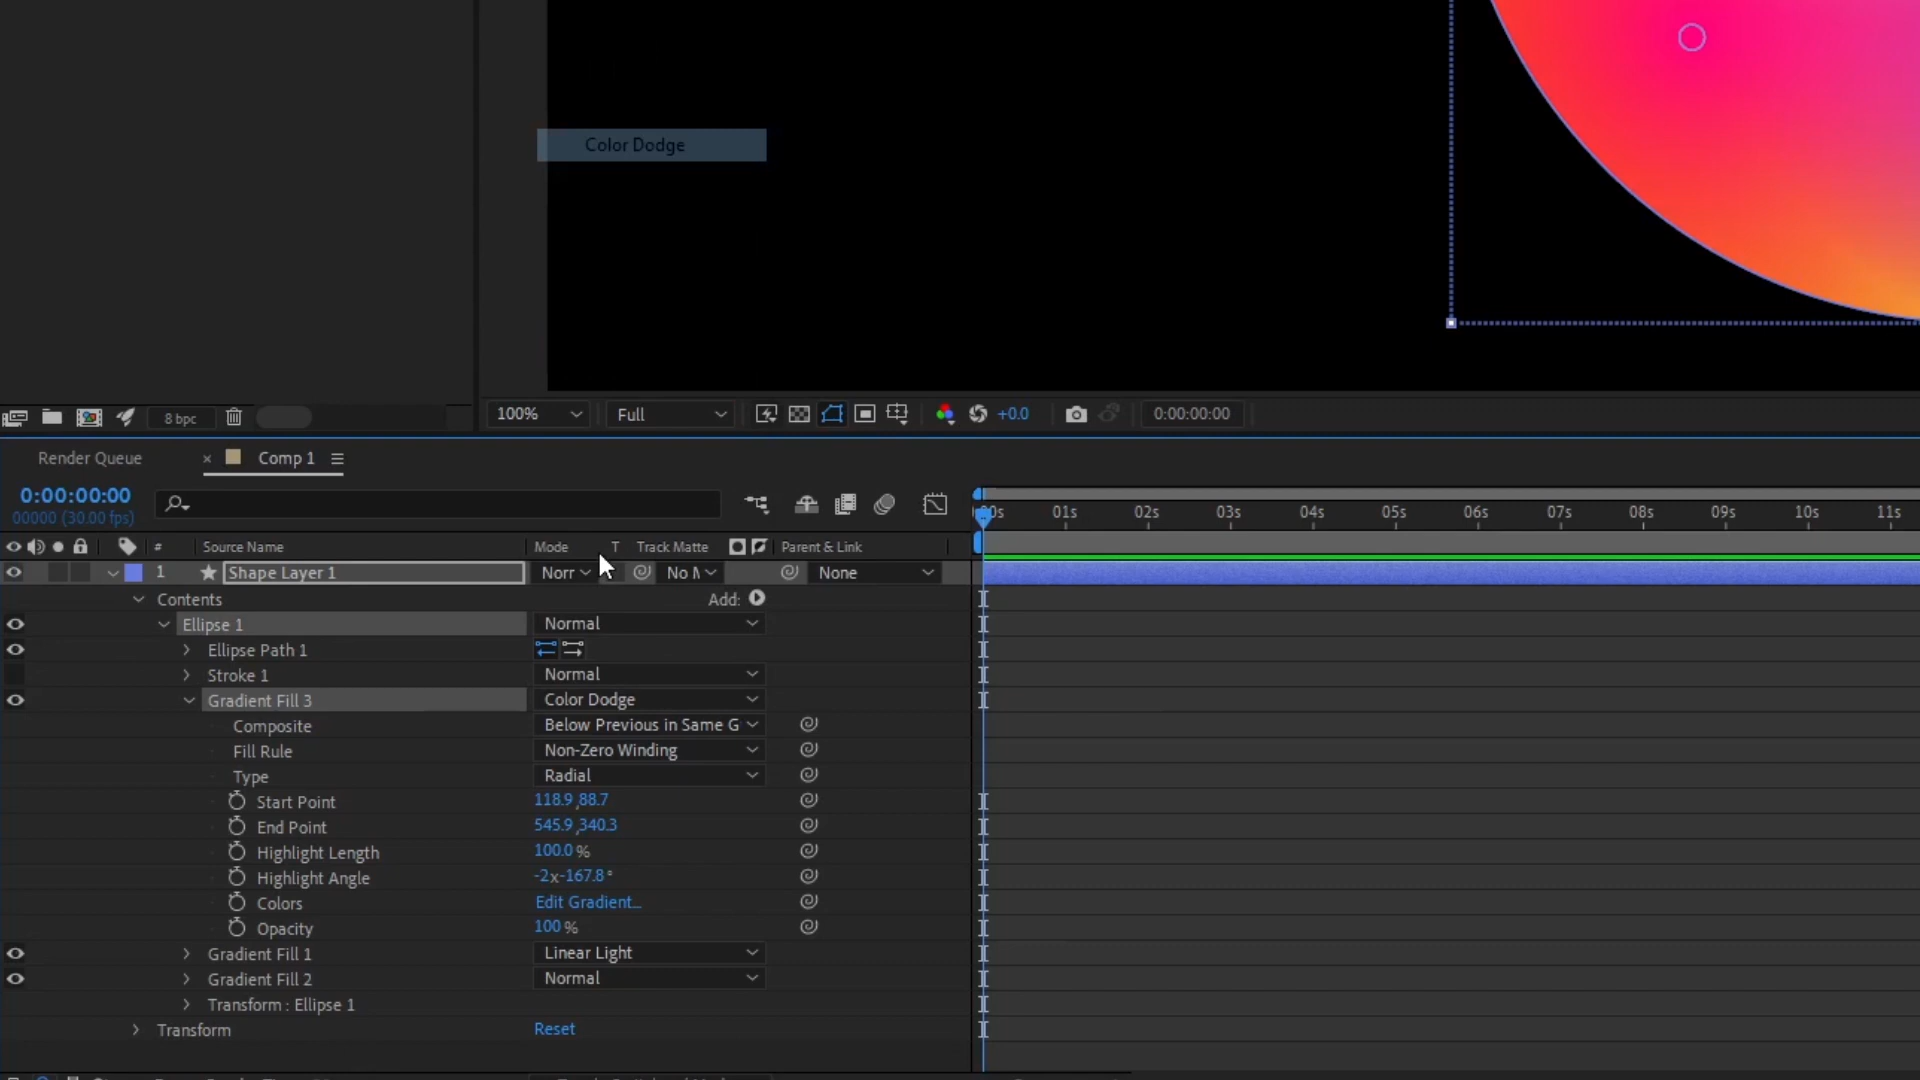 Color Dodge
8 bpc
100%
Full
+0.0
0:00:00:00
Render Queue
× Comp 1
0:00:00:00
00000 (30.00 fps)
00s 01s 02s 03s 04s 05s 06s 07s 08s 09s 10s 11s
# Source Name Mode T Track Matte Parent & Link
1 Shape Layer 1 Norr No M None
Contents Add:
Ellipse 1 Normal
Ellipse Path 1
Stroke 1 Normal
Gradient Fill 3 Color Dodge
Composite Below Previous in Same G
Fill Rule Non-Zero Winding
Type Radial
Start Point 118.9 ,88.7
End Point 545.9 ,340.3
Highlight Length 100.0 %
Highlight Angle -2x-167.8°
Colors Edit Gradient...
Opacity 100 %
Gradient Fill 1 Linear Light
Gradient Fill 2 Normal
Transform : Ellipse 1
Transform Reset